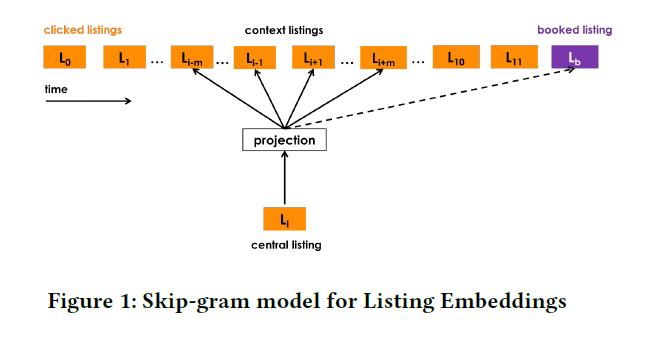 clicked listings context listings booked listing
L0 L1 ... Li-m ... Li-1 Li+1 ... Li+m ... L10 L11 Lb
time
projection
Li
central listing
Figure 1: Skip-gram model for Listing Embeddings